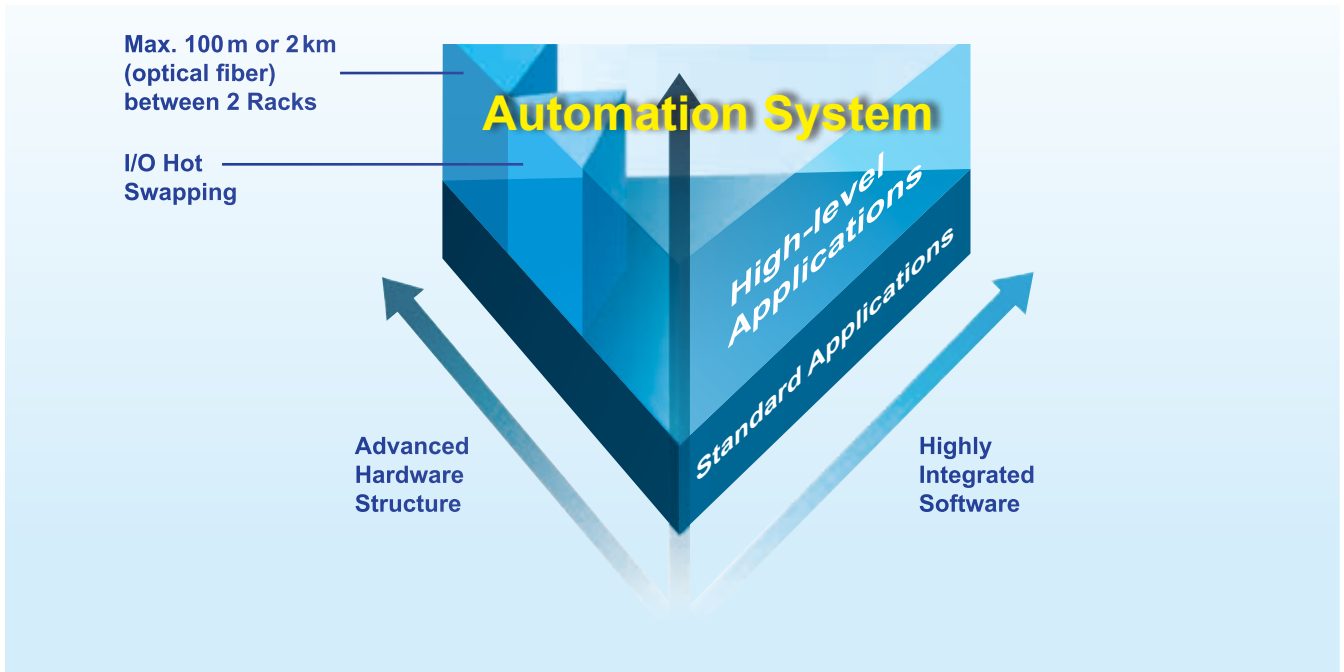 Max. 100 m or 2 km
(optical fiber)
between 2 Racks
Automation System
I/O Hot
Swapping
High-level
Applications
Standard Applications
Advanced
Hardware
Structure
Highly
Integrated
Software